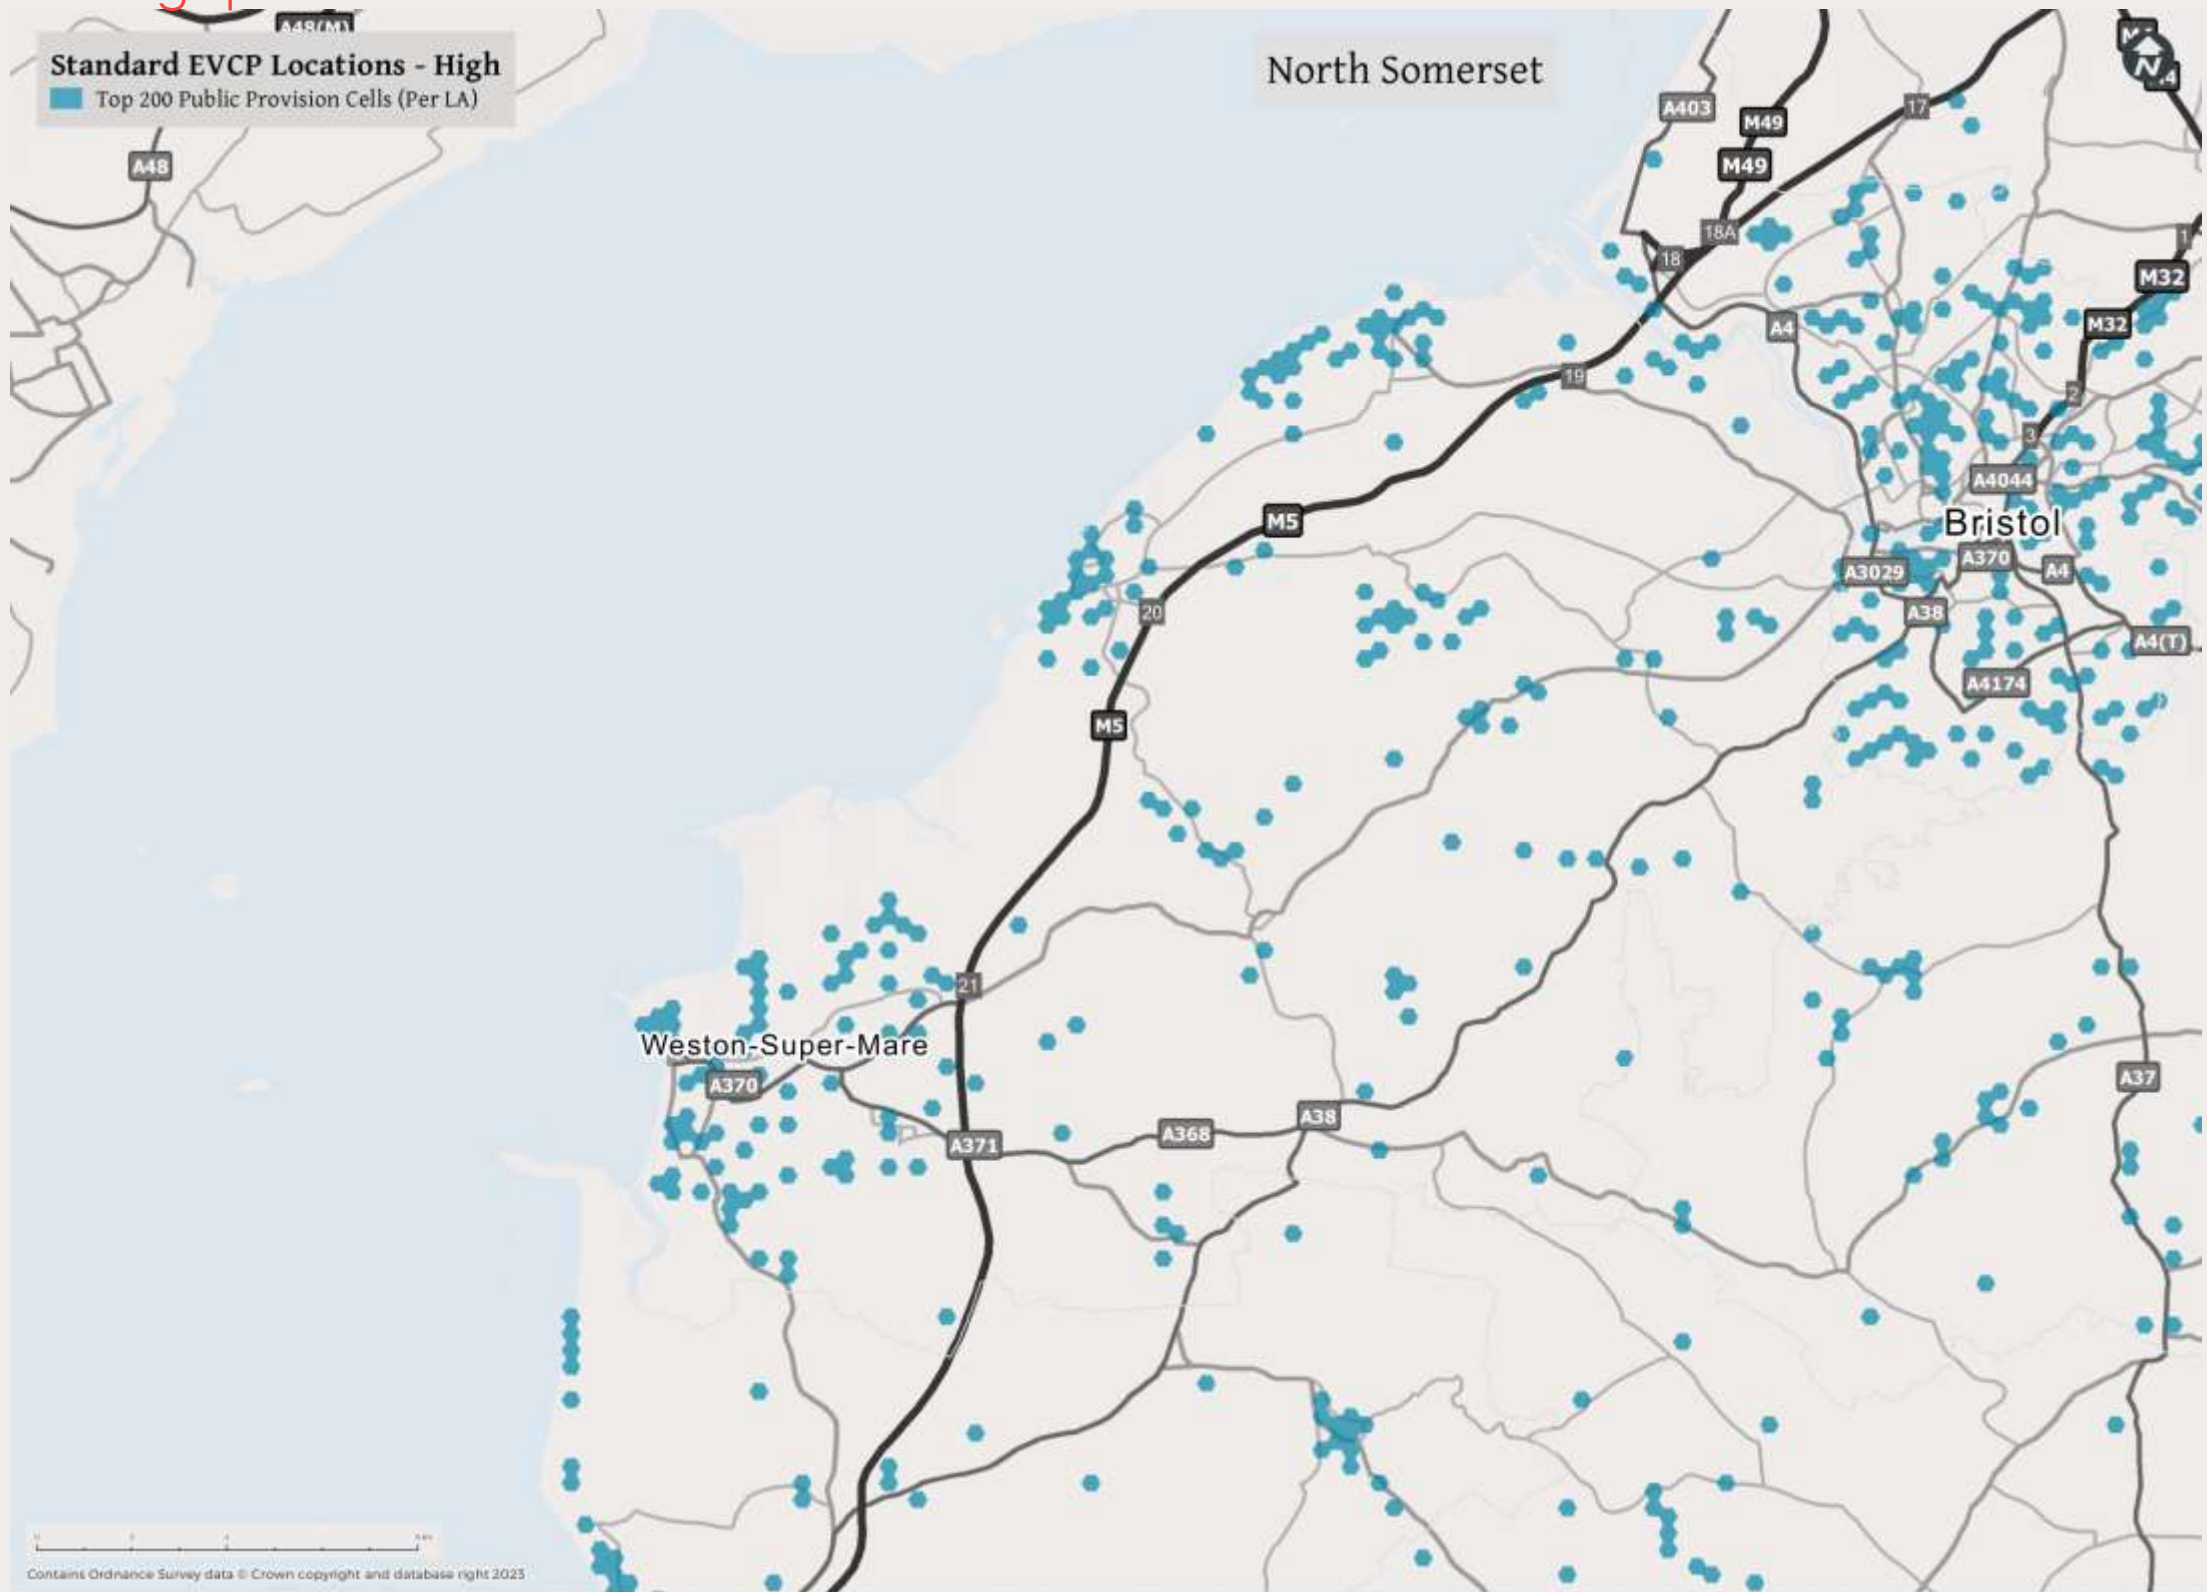 A48(M)
Standard EVCP Locations - High
Top 200 Public Provision Cells (Per LA)
North Somerset
N
A48
A403
M49
M49
17
18A
18
1
M32
M32
A4
2
19
3
A4044
M5
Bristol
A3029
A370
A4
20
A38
A4(T)
A4174
M5
21
Weston-Super-Mare
A370
A37
A38
A368
A371
Contains Ordnance Survey data © Crown copyright and database right 2023